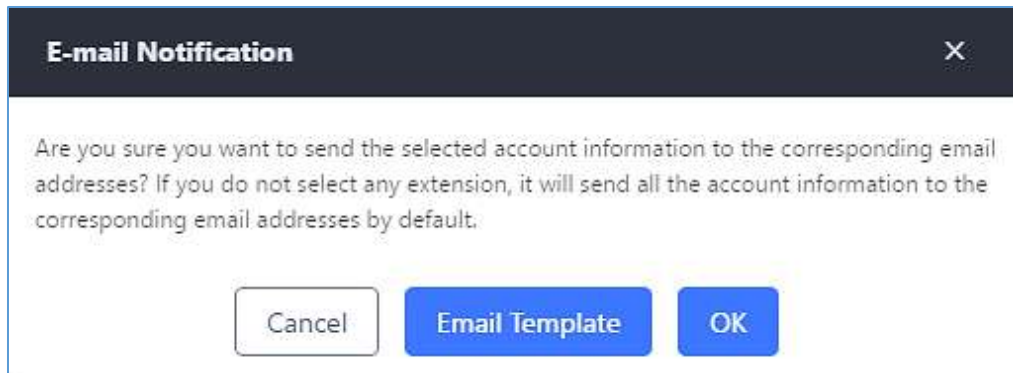 E-mail Notification
Are you sure you want to send the selected account information to the corresponding email
addresses? If you do not select any extension, it will send all the account information to the
corresponding email addresses by default.
Cancel Email Template OK